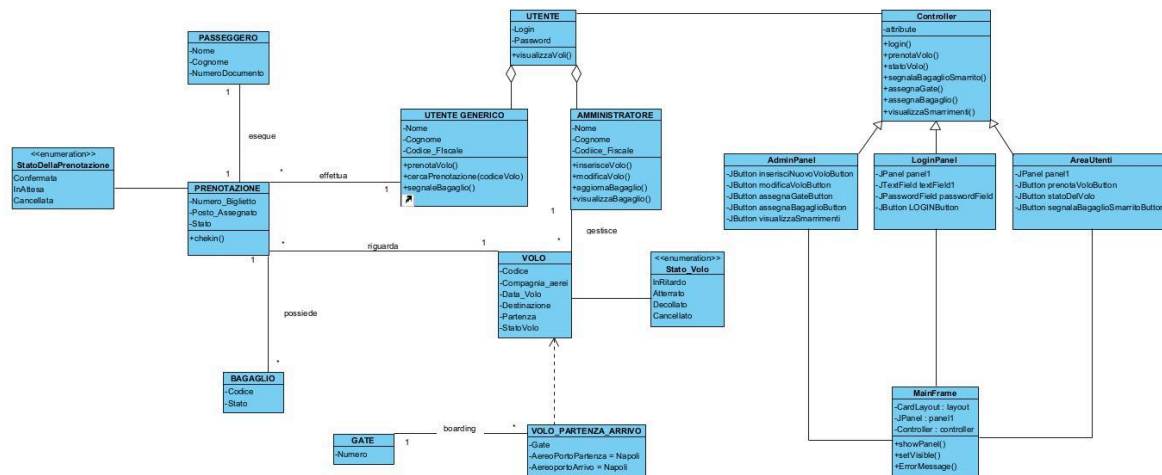 UTENTE
-Login
-Password
+visualizzaVoli()
Controller
-attribute
+login()
+prenotaVolo()
+statoVolo()
+segnalaBagaglioSmarrito()
+assegnaGate()
+assegnaBagaglio()
+visualizzaSmarrimenti()
PASSEGGERO
-Nome
-Cognome
-NumeroDocumento
1
esegue
1
UTENTE GENERICO
-Nome
-Cognome
-Codice_FIscale
+prenotaVolo()
+cercaPrenotazione(codiceVolo)
+segnaleBagaglio()
AMMINISTRATORE
-Nome
-Cognome
-Codiice_Fiscale
+inserisceVolo()
+modificaVolo()
+aggiornaBagaglio()
+visualizzaBagaglio()
<<enumeration>>
StatoDellaPrenotazione
Confermata
InAttesa
Cancellata
AdminPanel
-JButton inserisciNuovoVoloButton
-JButton modificaVoloButton
-JButton assegnaGateButton
-JButton assegnaBagaglioButton
-JButton visualizzaSmarrimenti
LoginPanel
-JPanel panel1
-JTextField textField1
-JPasswordField passwordField
-JButton LOGINButton
AreaUtenti
-JPanel panel1
-JButton prenotaVoloButton
-JButton statoDelVolo
-JButton segnalaBagaglioSmarritoButton
*
effettua
1
PRENOTAZIONE
-Numero_Biglietto
-Posto_Assegnato
-Stato
+chekin()
1
gestisce
*
*
riguarda
1
VOLO
-Codice
-Compagnia_aerei
-Data_Volo
-Destinazione
-Partenza
-StatoVolo
<<enumeration>>
Stato_Volo
InRitardo
Atterrato
Decollato
Cancellato
1
possiede
*
BAGAGLIO
-Codice
-Stato
MainFrame
-CardLayout : layout
-JPanel : panel1
-Controller : controller
+showPanel()
+setVisible()
+ErrorMessage()
GATE
-Numero
1
boarding
*
VOLO_PARTENZA_ARRIVO
-Gate
-AereoPortoPartenza = Napoli
-AereoportoArrivo = Napoli